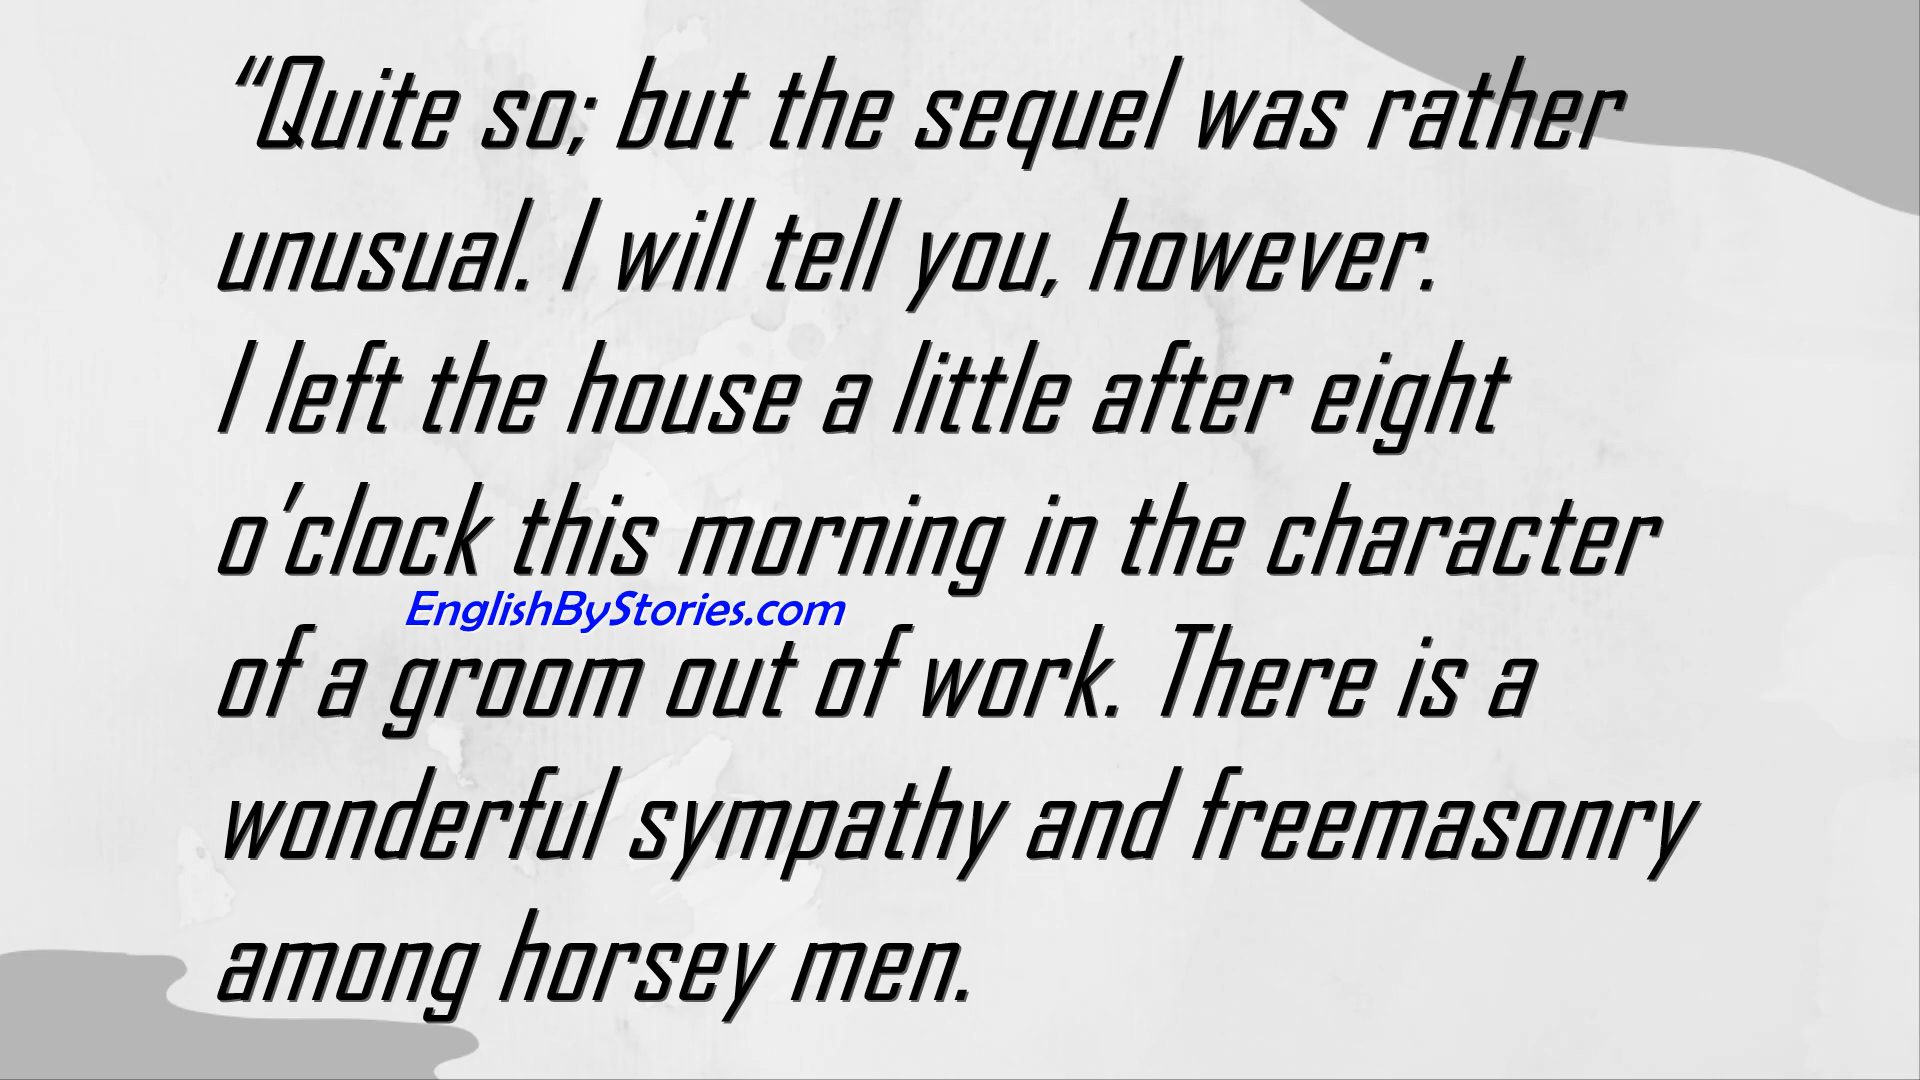 “Quite so; but the sequel was rather
unusual. I will tell you, however.
I left the house a little after eight
o’clock this morning in the character
EnglishByStories.com
of a groom out of work. There is a
wonderful sympathy and freemasonry
among horsey men.